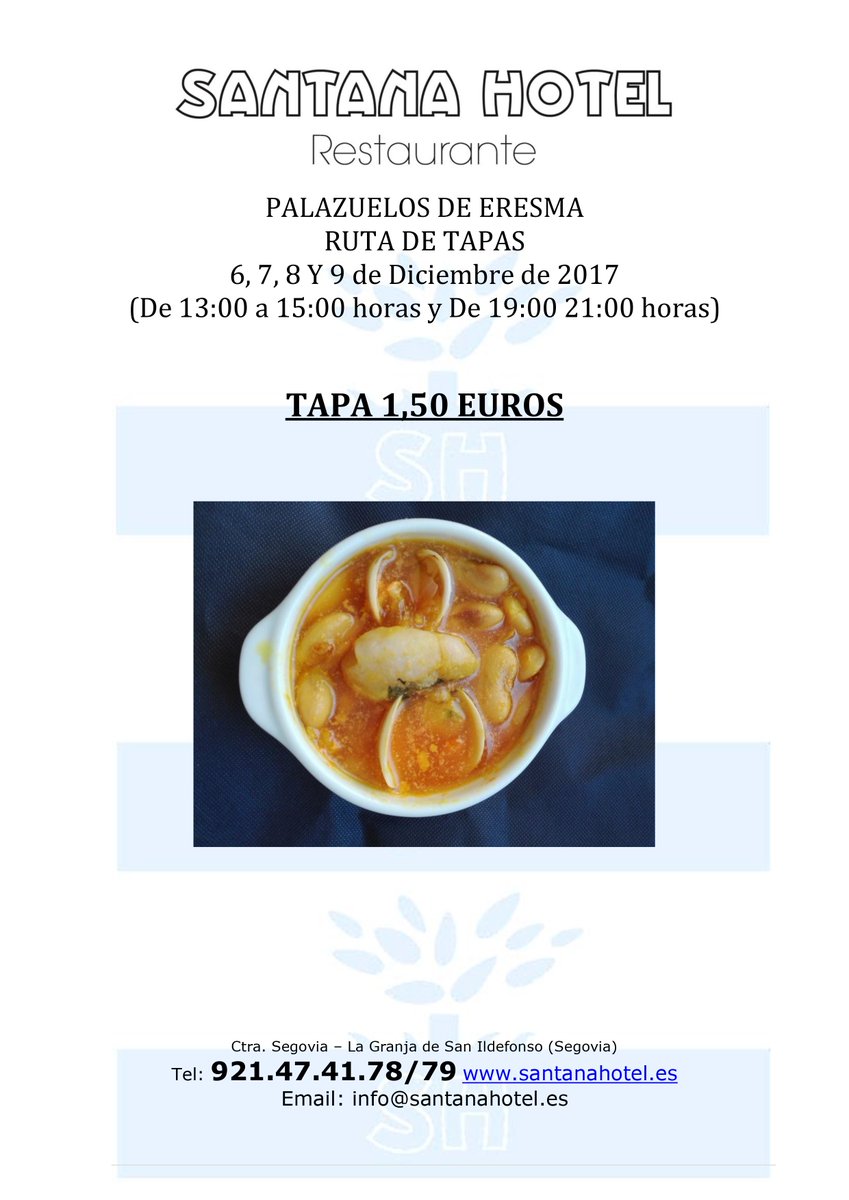 SANTANA HOTEL
Restaurante
PALAZUELOS DE ERESMA
RUTA DE TAPAS
6, 7, 8 Y 9 de Diciembre de 2017
(De 13:00 a 15:00 horas y De 19:00 21:00 horas)
TAPA 1,50 EUROS
SH
Ctra. Segovia – La Granja de San Ildefonso (Segovia)
Tel: 921.47.41.78/79 www.santanahotel.es
Email: info@santanahotel.es
SH